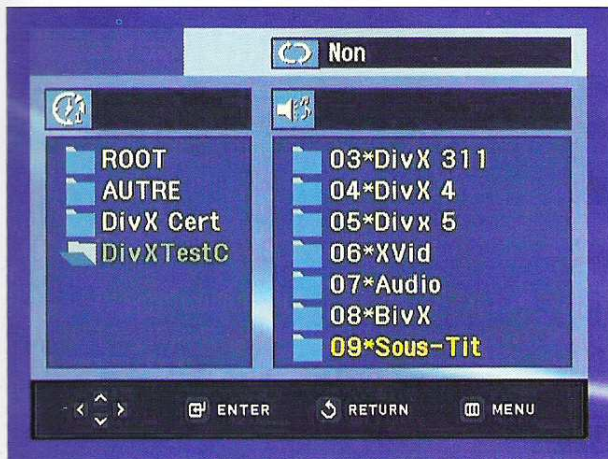 Non
ROOT
AUTRE
DivX Cert
DivXTestC
03*DivX 311
04*DivX 4
05*Divx 5
06*XVid
07*Audio
08*BivX
09*Sous-Tit
ENTER RETURN MENU